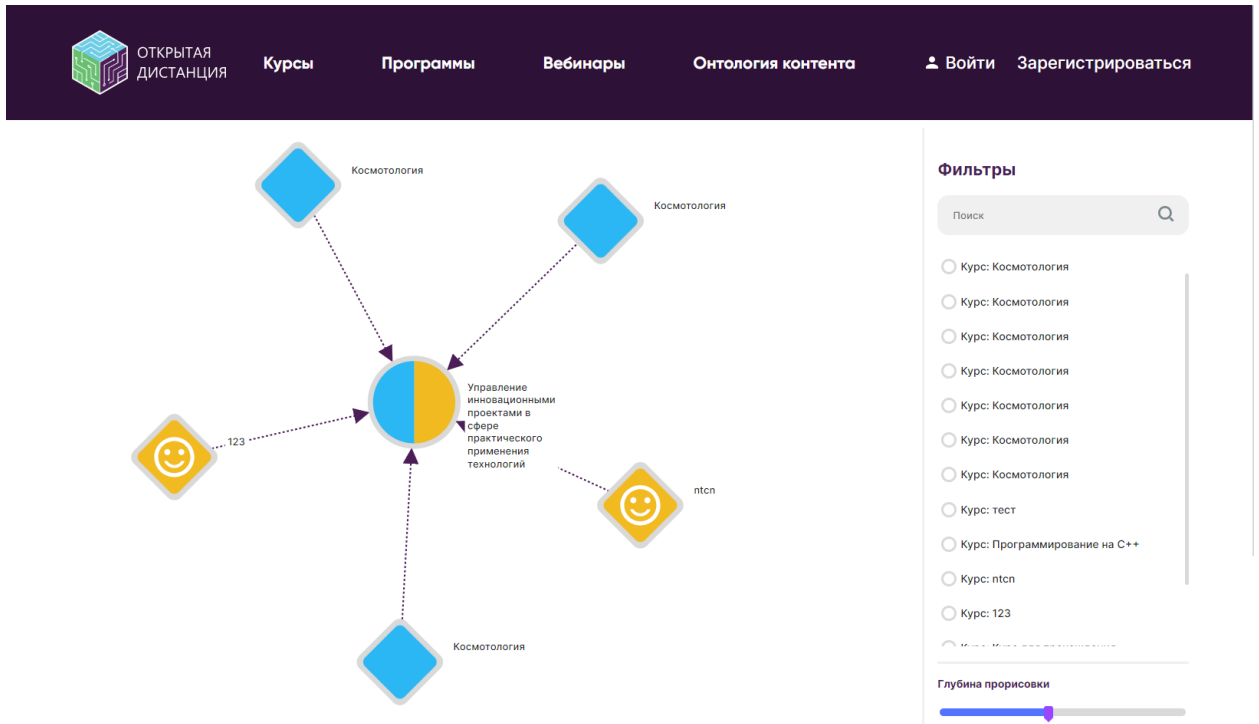 ОТКРЫТАЯ
ДИСТАНЦИЯ
Курсы
Программы
Вебинары
Онтология контента
Войти
Зарегистрироваться
Космотология
Космотология
Управление
инновационными
проектами в
сфере
практического
применения
технологий
123
ntcn
Космотология
Фильтры
Поиск
Курс: Космотология
Курс: Космотология
Курс: Космотология
Курс: Космотология
Курс: Космотология
Курс: Космотология
Курс: Космотология
Курс: тест
Курс: Программирование на C++
Курс: ntcn
Курс: 123
Глубина прорисовки